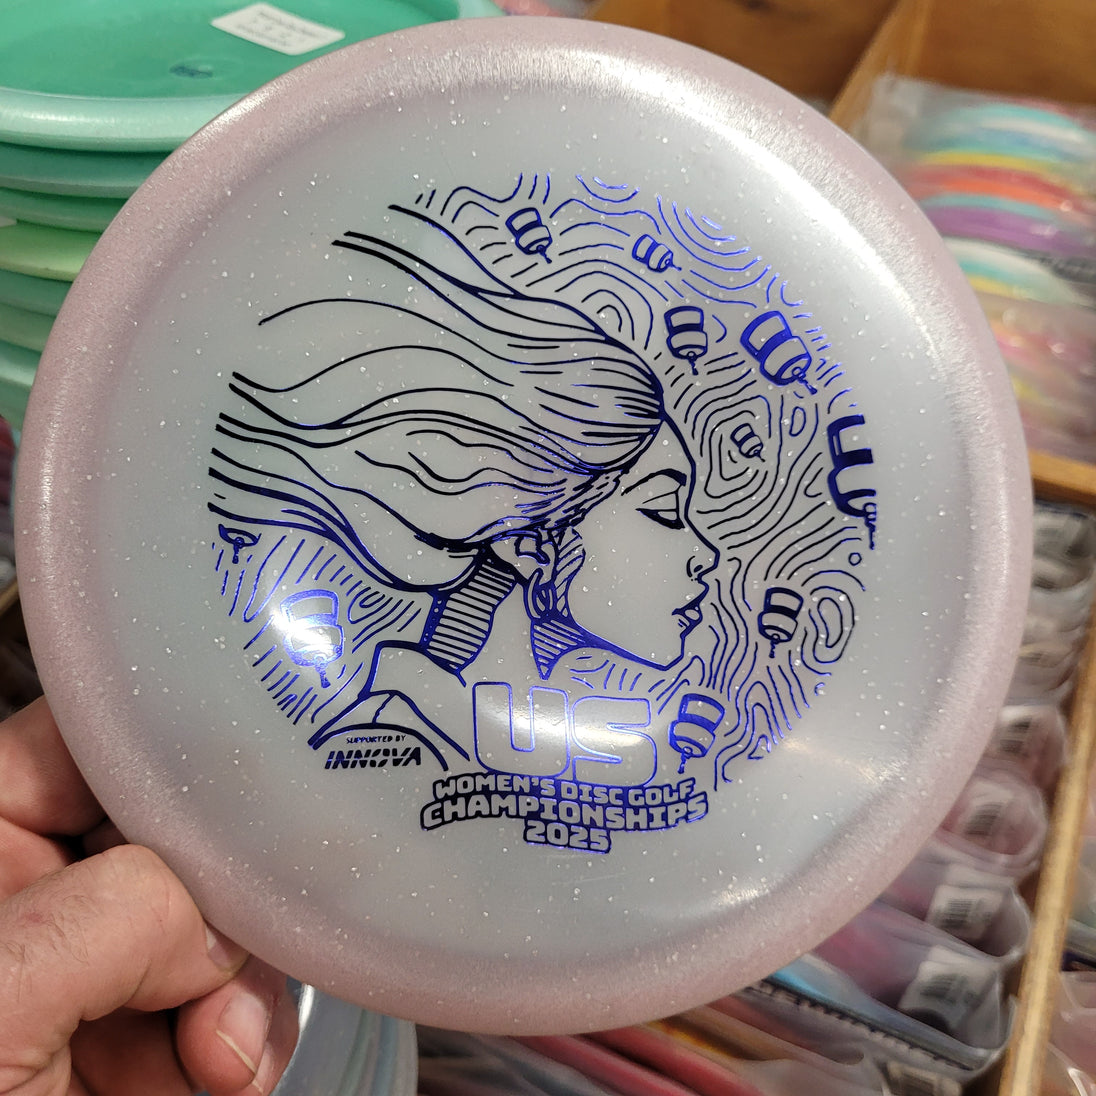 SUPPORTED BY
INNOVA
US
WOMEN'S DISC GOLF
CHAMPIONSHIPS
2025